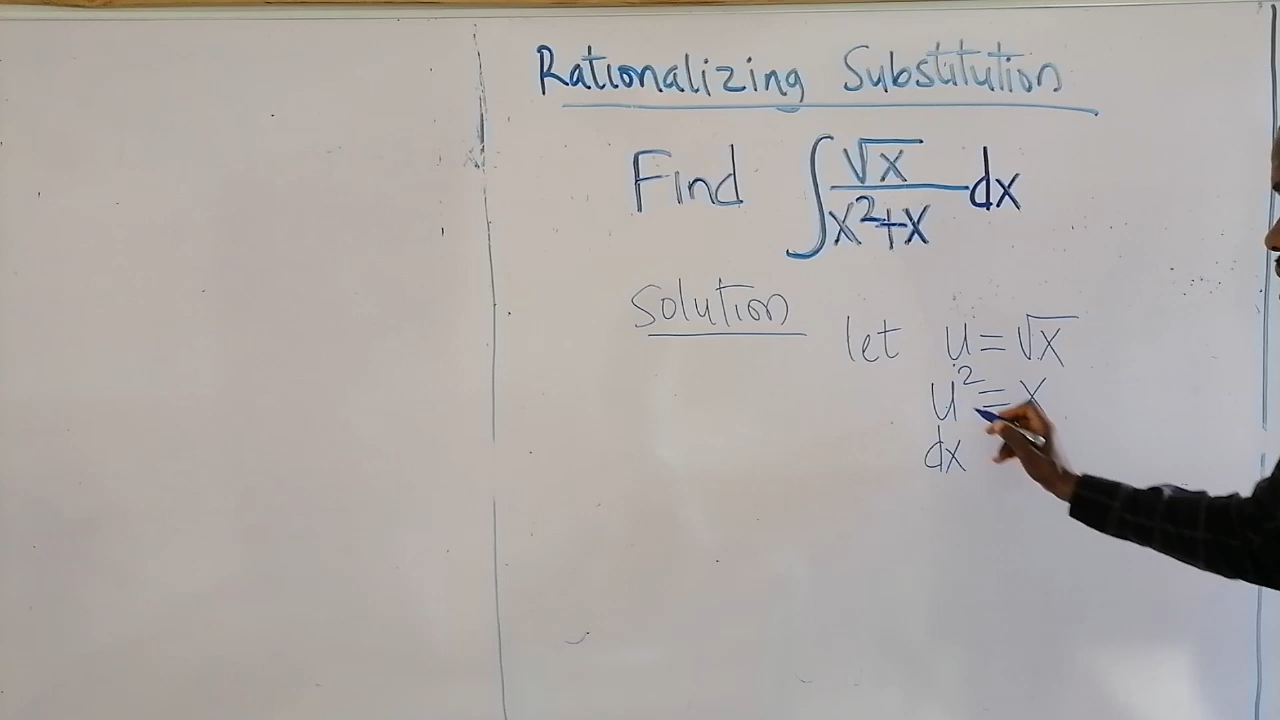 Rationalizing Substitution
Find ∫ √x / x²+x dx
Solution
let u = √x
u² = x
dx